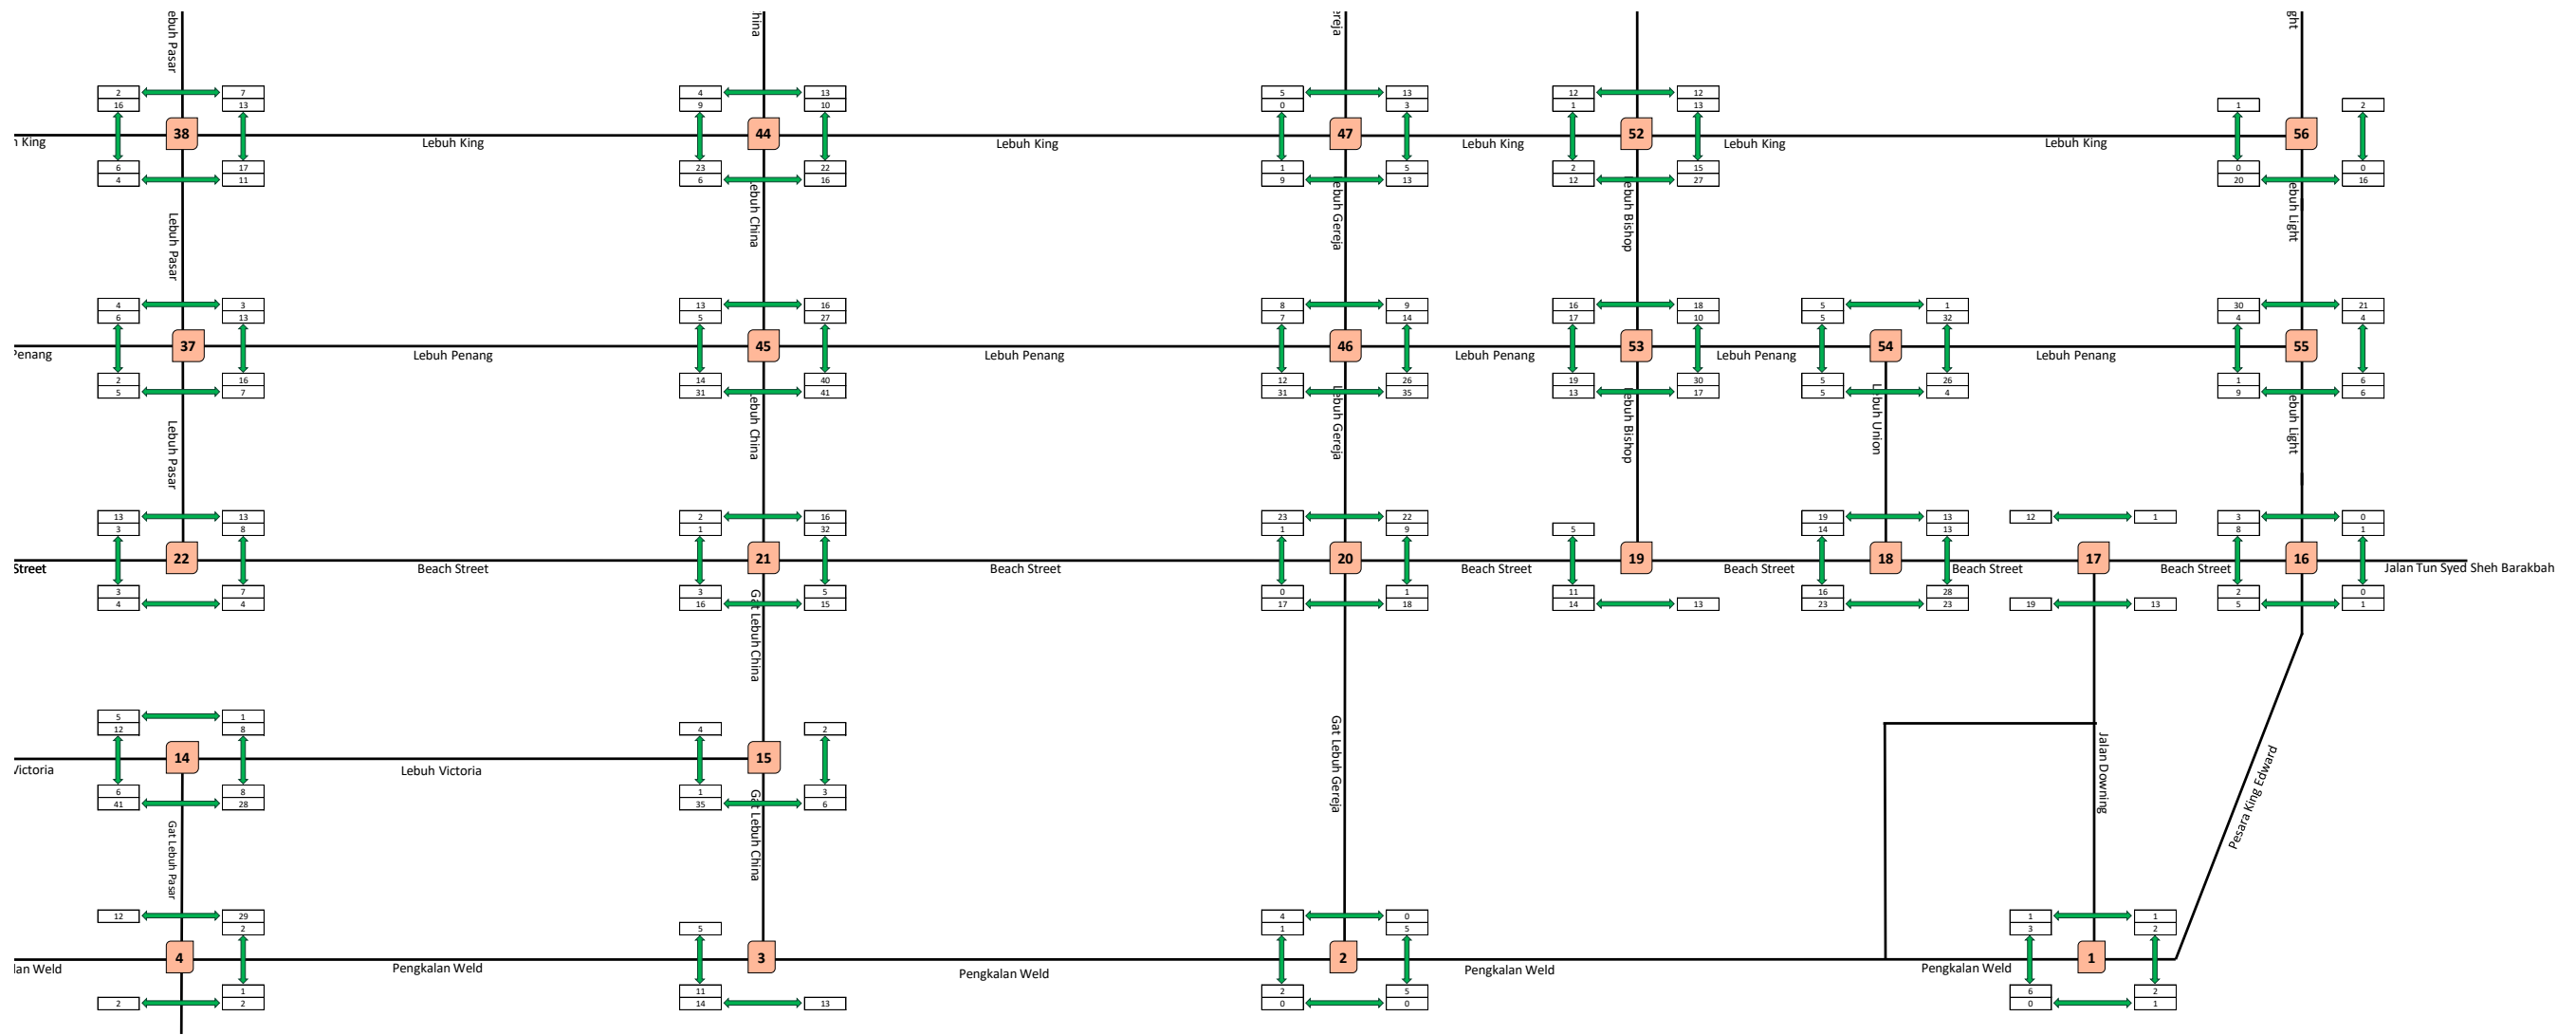 ebuh Pasar
hina
ereja
ght
2 7 4 13 5 13 12 12 1 2
16 13 9 10 0 3 1 13
38 44 47 52 56
n King Lebuh King Lebuh King Lebuh King Lebuh King Lebuh King
6 17 23 22 1 5 2 15 0 0
4 11 6 16 9 13 12 27 20 16
Lebuh Pasar
ebuh China
Lebuh Gereja
Lebuh Bishop
ebuh Light
4 3 13 16 8 9 16 18 5 1 30 21
6 13 5 27 7 14 17 10 5 32 4 4
37 45 46 53 54 55
Penang Lebuh Penang Lebuh Penang Lebuh Penang Lebuh Penang Lebuh Penang
2 16 14 40 12 26 19 30 5 26 1 6
5 7 31 41 31 35 13 17 5 4 9 6
Lebuh Pasar
ebuh China
Lebuh Gereja
Lebuh Bishop
Lebuh Union
ebuh Light
13 13 2 16 23 22 19 13 12 1 3 0
3 8 1 32 1 9 5 14 13 8 1
22 21 20 19 18 17 16
Street Beach Street Beach Street Beach Street Beach Street Beach Street Beach Street Jalan Tun Syed Sheh Barakbah
3 7 3 5 0 1 11 16 28 2 0
4 4 16 15 17 18 14 13 23 23 19 13 5 1
Gat Lebuh China
5 1
12 8 4 2
14 15
Victoria Lebuh Victoria
6 8 1 3
41 28 35 6
Gat Lebuh Pasar
Gat Lebuh China
Gat Lebuh Gereja
Jalan Downing
Pesara King Edward
12 29 4 0 1 1
2 5 1 5 3 2
4 3 2 1
lan Weld Pengkalan Weld Pengkalan Weld Pengkalan Weld Pengkalan Weld
1 11 2 5 6 2
2 2 14 13 0 0 0 1